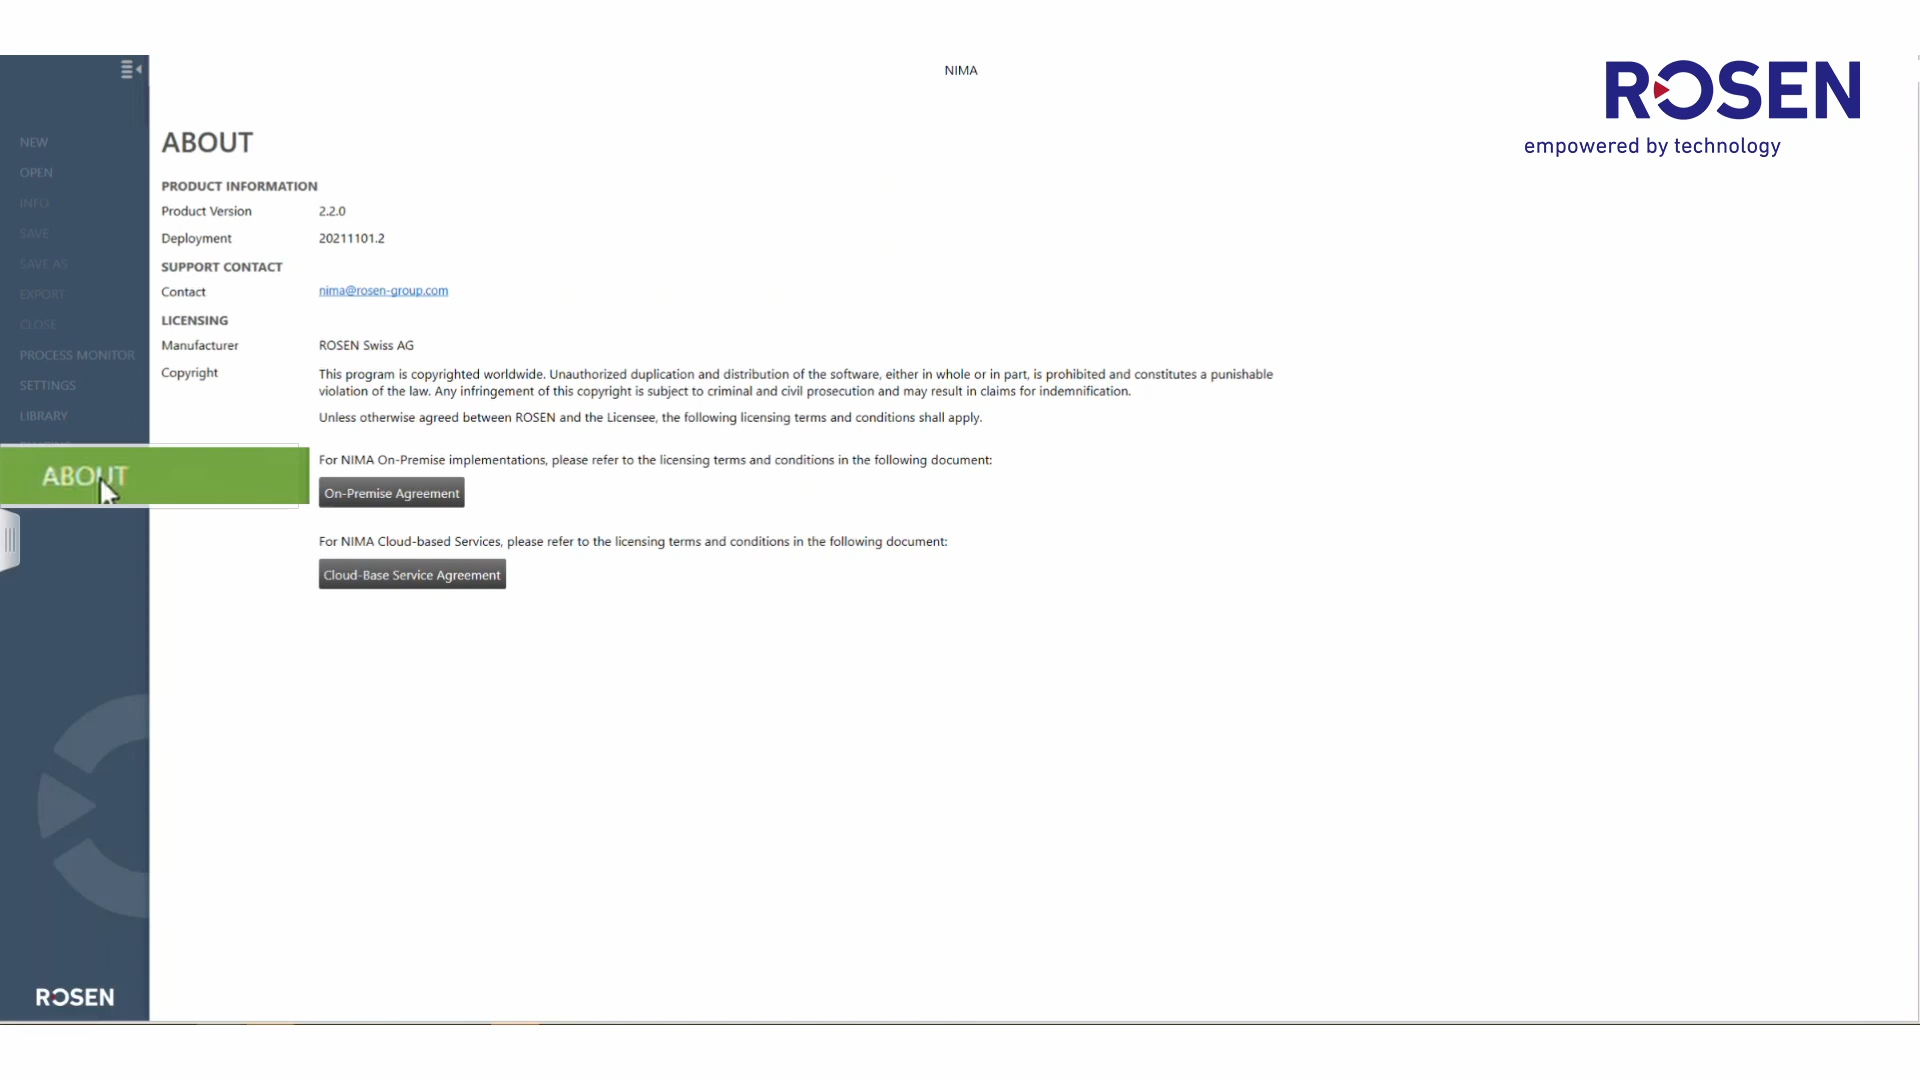 NIMA
ROSEN
empowered by technology
NEW
OPEN
INFO
SAVE
SAVE AS
EXPORT
CLOSE
PROCESS MONITOR
SETTINGS
LIBRARY
ABOUT
ROSEN
ABOUT
PRODUCT INFORMATION
Product Version 2.2.0
Deployment 20211101.2
SUPPORT CONTACT
Contact nima@rosen-group.com
LICENSING
Manufacturer ROSEN Swiss AG
Copyright This program is copyrighted worldwide. Unauthorized duplication and distribution of the software, either in whole or in part, is prohibited and constitutes a punishable
violation of the law. Any infringement of this copyright is subject to criminal and civil prosecution and may result in claims for indemnification.
Unless otherwise agreed between ROSEN and the Licensee, the following licensing terms and conditions shall apply.
For NIMA On-Premise implementations, please refer to the licensing terms and conditions in the following document:
On-Premise Agreement
For NIMA Cloud-based Services, please refer to the licensing terms and conditions in the following document:
Cloud-Base Service Agreement